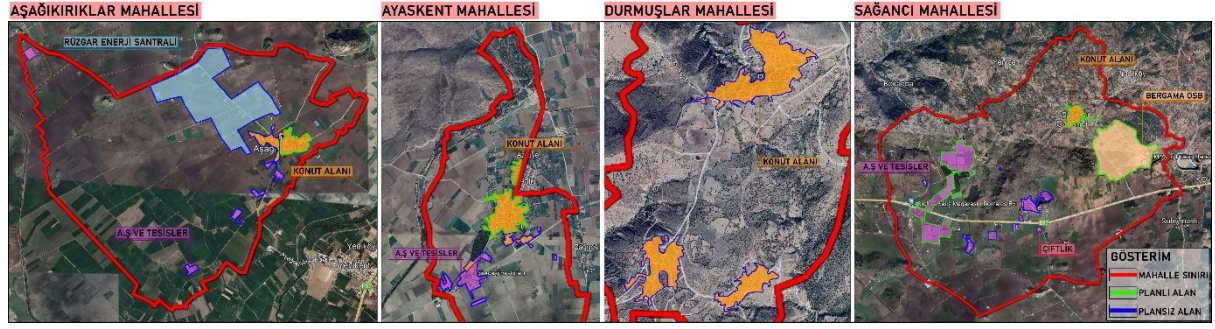 AŞAĞIKIRIKLAR MAHALLESİ
RÜZGAR ENERJİ SANTRALİ
Aşağ
KONUT ALANI
A.Ş VE TESİSLER
AYASKENT MAHALLESİ
KONUT ALANI
A.Ş VE TESİSLER
DURMUŞLAR MAHALLESİ
KONUT ALANI
SAĞANCI MAHALLESİ
KONUT ALANI
BERGAMA OSB
A.Ş VE TESİSLER
ÇİFTLİK
GÖSTERİM
MAHALLE SINIRI
PLANLI ALAN
PLANSIZ ALAN